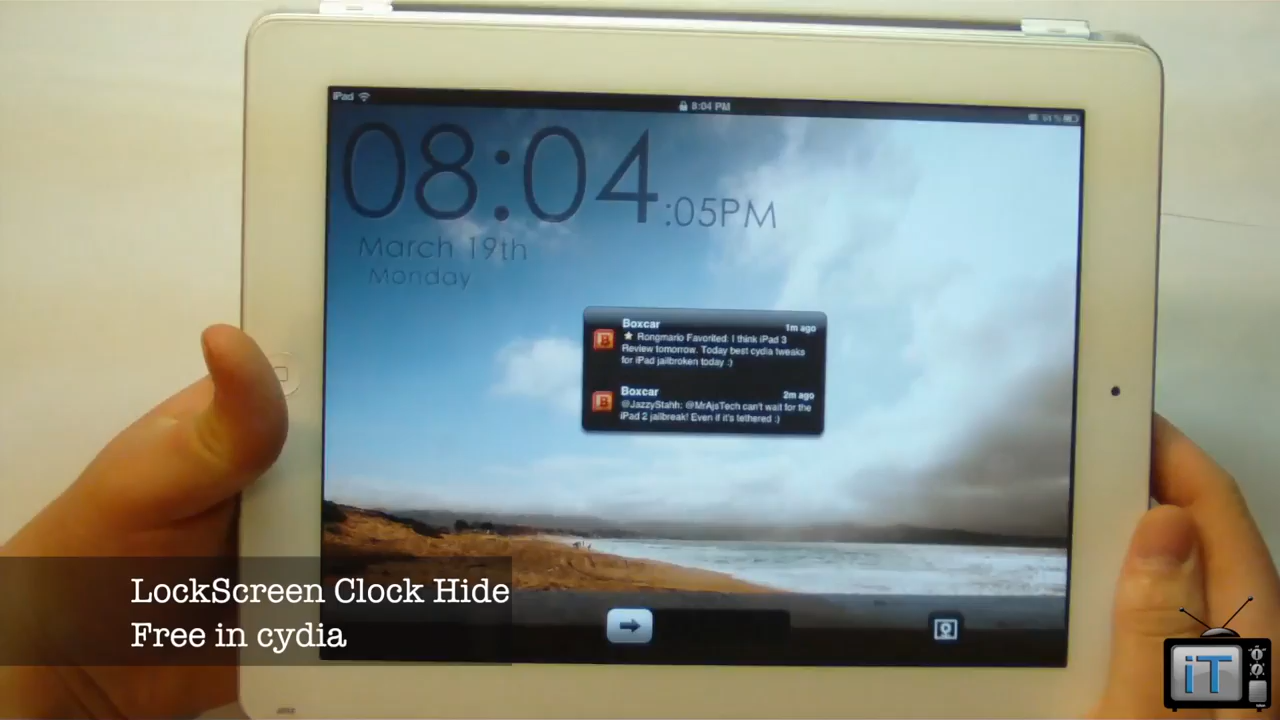 iPad
8:04 PM
08:04
:05PM
March 19th
Monday
Boxcar
1m ago
★ Rongmario Favorited: I think iPad 3
Review tomorrow. Today best cydia tweaks
for iPad jailbroken today :)
Boxcar
2m ago
@JazzyStahh: @MrAjsTech can't wait for the
iPad 2 jailbreak! Even if it's tethered :)
LockScreen Clock Hide
Free in cydia
iT